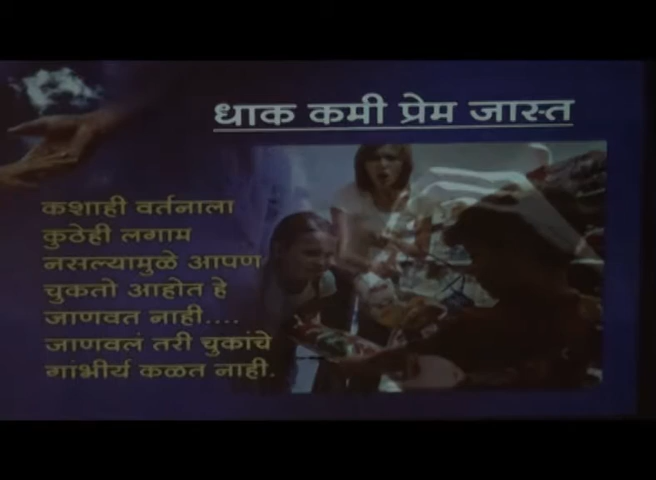 धाक कमी प्रेम जास्त
कशाही वर्तनाला
कुठेही लगाम
नसल्यामुळे आपण
चुकतो आहोत हे
जाणवत नाही....
जाणवलं तरी चुकांचे
गांभीर्य कळत नाही.